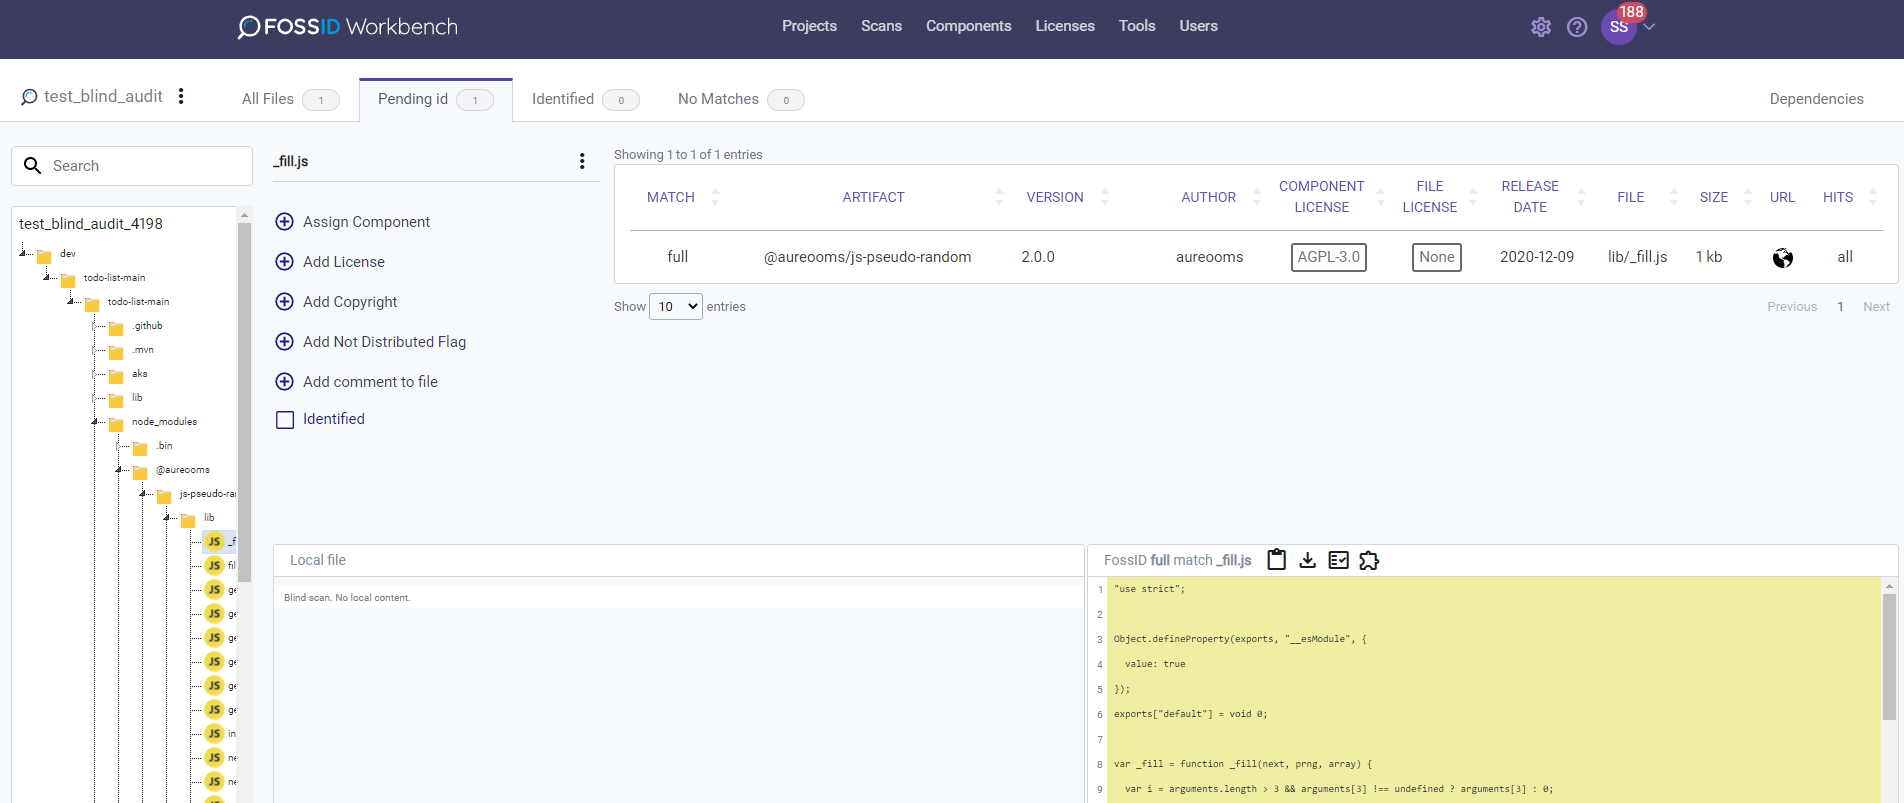 FOSSID Workbench
Projects Scans Components Licenses Tools Users
188
SS
test_blind_audit
All Files 1
Pending id 1
Identified 0
No Matches 0
Dependencies
Search
test_blind_audit_4198
dev
todo-list-main
todo-list-main
.github
.mvn
aks
lib
node_modules
.bin
@aureooms
js-pseudo-rai
lib
JS _f
JS fil
JS ge
JS ge
JS ge
JS ge
JS ge
JS ge
JS in
JS ne
JS ne
_fill.js
Assign Component
Add License
Add Copyright
Add Not Distributed Flag
Add comment to file
Identified
Showing 1 to 1 of 1 entries
MATCH ARTIFACT VERSION AUTHOR COMPONENT LICENSE FILE LICENSE RELEASE DATE FILE SIZE URL HITS
full @aureooms/js-pseudo-random 2.0.0 aureooms AGPL-3.0 None 2020-12-09 lib/_fill.js 1 kb all
Show 10 entries
Previous 1 Next
Local file
Blind scan. No local content.
FossID full match _fill.js
1 "use strict";
2
3 Object.defineProperty(exports, "__esModule", {
4 value: true
5 });
6 exports["default"] = void 0;
7
8 var _fill = function _fill(next, prng, array) {
9 var i = arguments.length > 3 && arguments[3] !== undefined ? arguments[3] : 0;